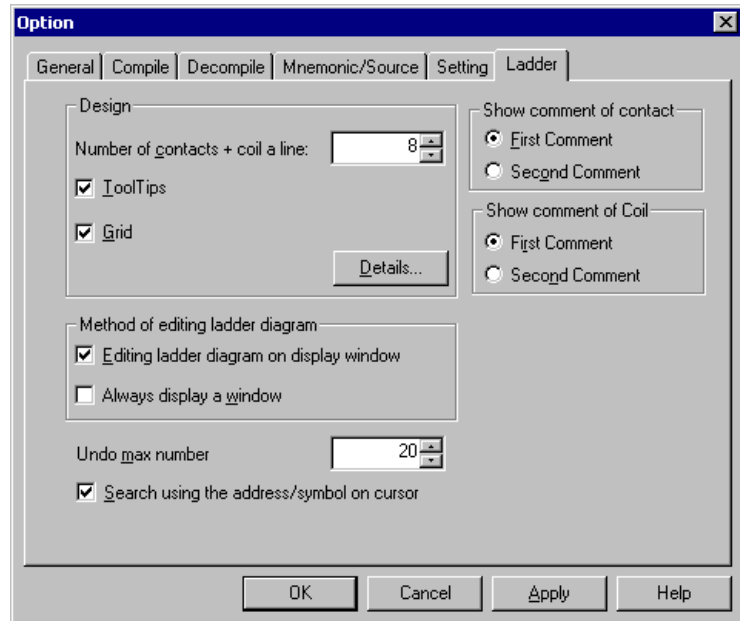 Option
General Compile Decompile Mnemonic/Source Setting Ladder
Design
Number of contacts + coil a line: 8
ToolTips
Grid
Details...
Show comment of contact
First Comment
Second Comment
Show comment of Coil
First Comment
Second Comment
Method of editing ladder diagram
Editing ladder diagram on display window
Always display a window
Undo max number 20
Search using the address/symbol on cursor
OK Cancel Apply Help